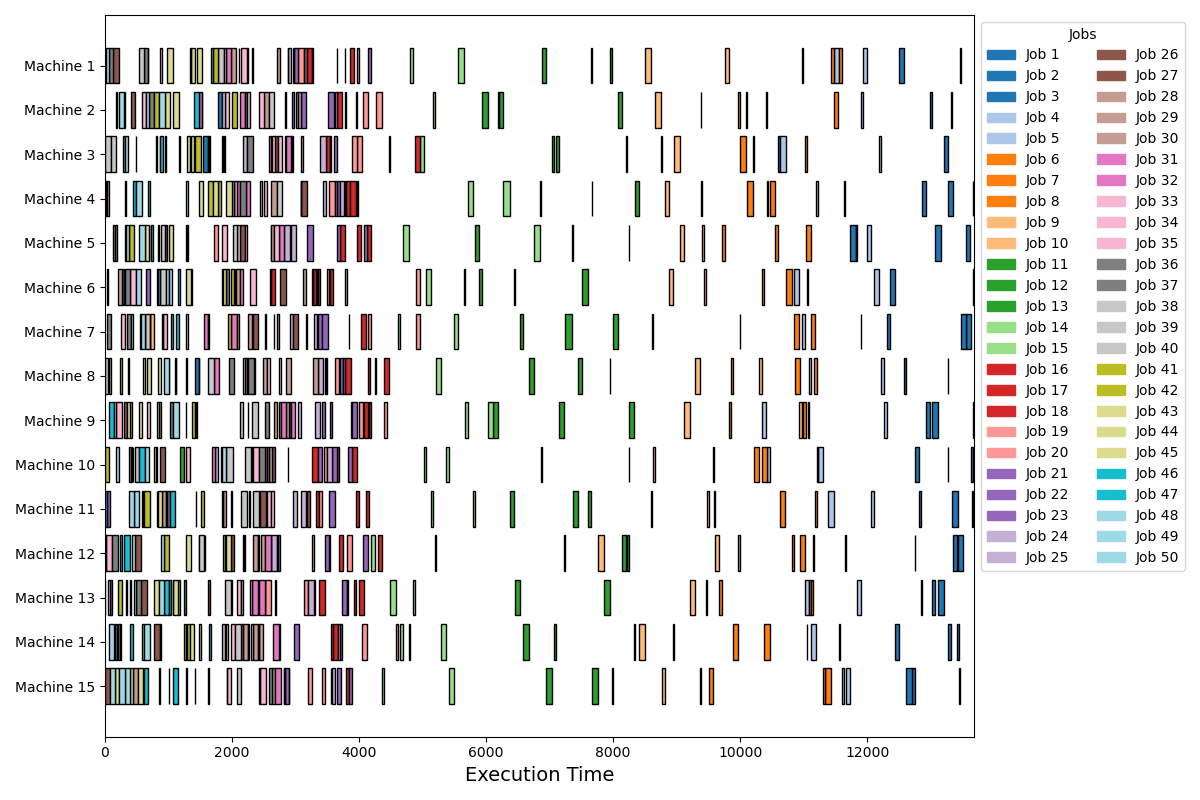 Machine 1
Machine 2
Machine 3
Machine 4
Machine 5
Machine 6
Machine 7
Machine 8
Machine 9
Machine 10
Machine 11
Machine 12
Machine 13
Machine 14
Machine 15
0 2000 4000 6000 8000 10000 12000
Execution Time
Jobs
Job 1 Job 26
Job 2 Job 27
Job 3 Job 28
Job 4 Job 29
Job 5 Job 30
Job 6 Job 31
Job 7 Job 32
Job 8 Job 33
Job 9 Job 34
Job 10 Job 35
Job 11 Job 36
Job 12 Job 37
Job 13 Job 38
Job 14 Job 39
Job 15 Job 40
Job 16 Job 41
Job 17 Job 42
Job 18 Job 43
Job 19 Job 44
Job 20 Job 45
Job 21 Job 46
Job 22 Job 47
Job 23 Job 48
Job 24 Job 49
Job 25 Job 50